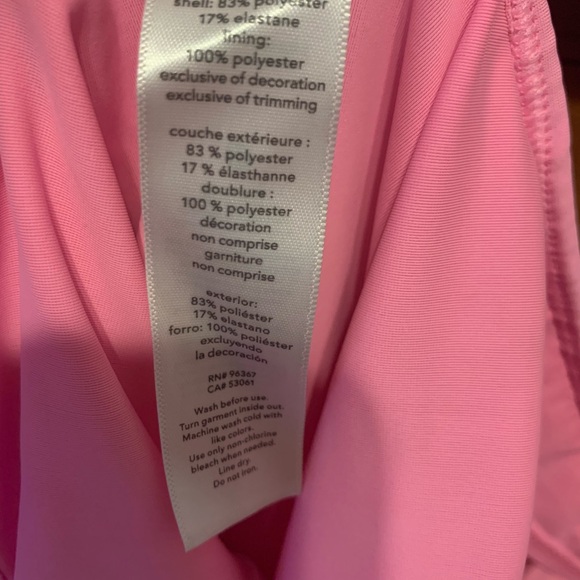 shell: 83% polyester
17% elastane
lining:
100% polyester
exclusive of decoration
exclusive of trimming
couche extérieure :
83 % polyester
17 % élasthanne
doublure :
100 % polyester
décoration
non comprise
garniture
non comprise
exterior:
83% poliéster
17% elastano
forro: 100% poliéster
excluyendo
la decoración
RN# 96367
CA# 53061
Wash before use.
Turn garment inside out.
Machine wash cold with
like colors.
Use only non-chlorine
bleach when needed.
Line dry.
Do not iron.